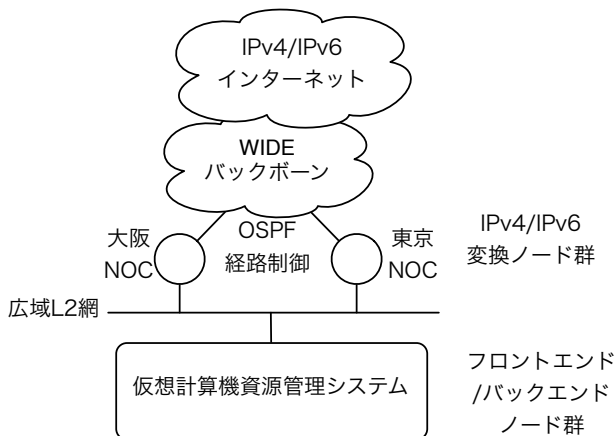 IPv4/IPv6
インターネット
WIDE
バックボーン
大阪
NOC
OSPF
経路制御
東京
NOC
IPv4/IPv6
変換ノード群
広域L2網
仮想計算機資源管理システム
フロントエンド
/バックエンド
ノード群